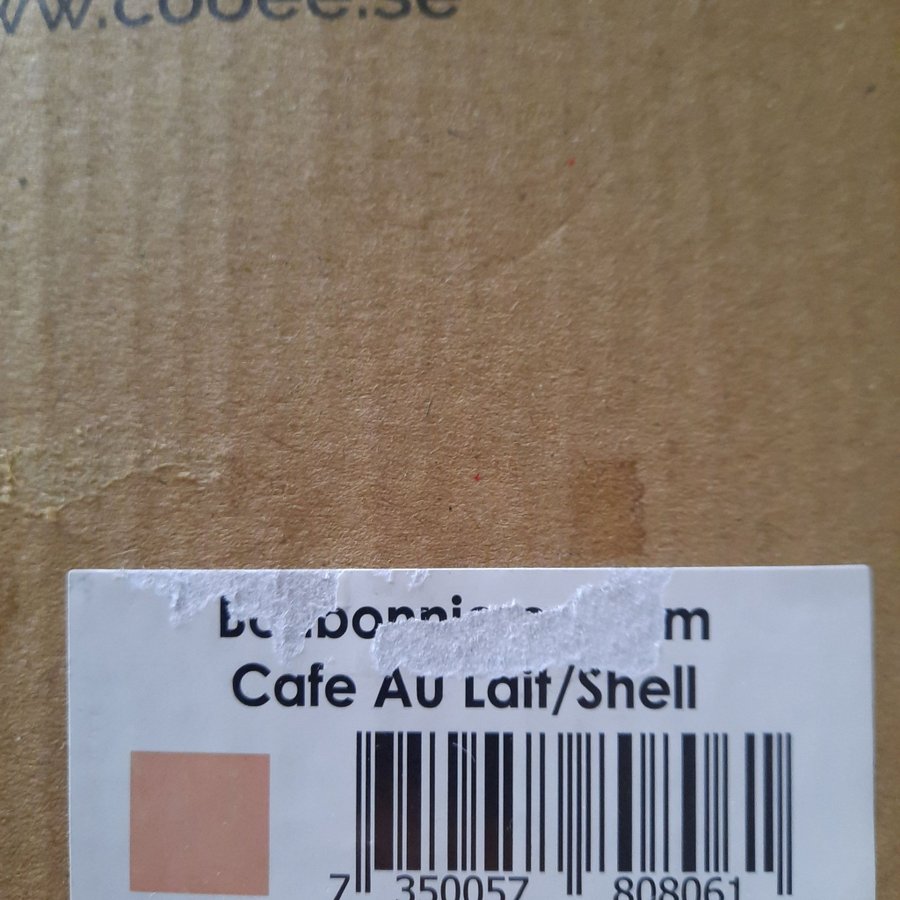 ww.cooee.se
Cafe Au Lait/Shell
7 350057 808061